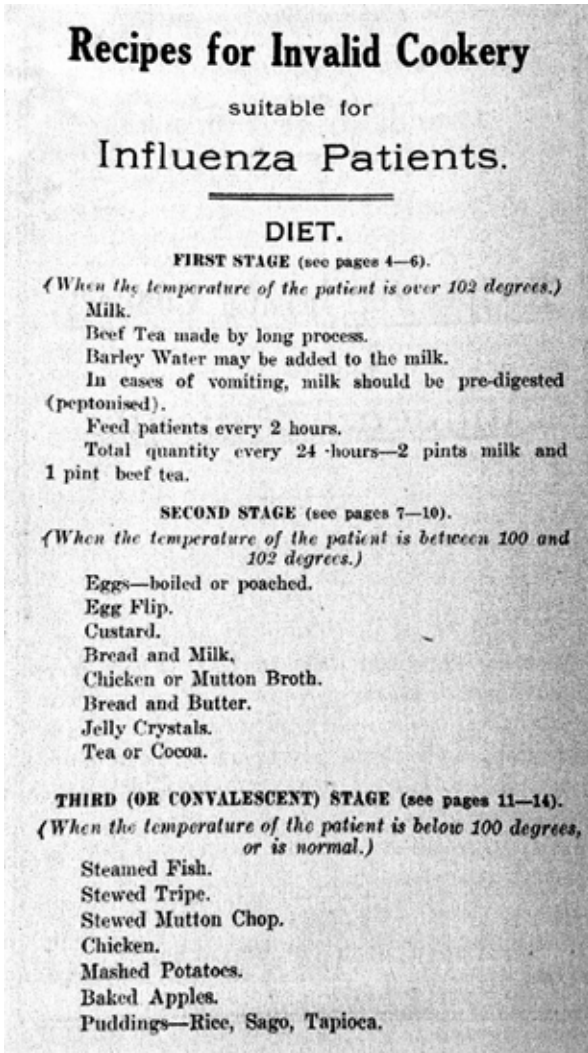 Recipes for Invalid Cookery
suitable for
Influenza Patients.
DIET.
FIRST STAGE (see pages 4—6).
(When the temperature of the patient is over 102 degrees.)
Milk.
Beef Tea made by long process.
Barley Water may be added to the milk.
In cases of vomiting, milk should be pre-digested
(peptonised).
Feed patients every 2 hours.
Total quantity every 24 hours—2 pints milk and
1 pint beef tea.
SECOND STAGE (see pages 7—10).
(When the temperature of the patient is between 100 and
102 degrees.)
Eggs—boiled or poached.
Egg Flip.
Custard.
Bread and Milk,
Chicken or Mutton Broth.
Bread and Butter.
Jelly Crystals.
Tea or Cocoa.
THIRD (OR CONVALESCENT) STAGE (see pages 11—14).
(When the temperature of the patient is below 100 degrees,
or is normal.)
Steamed Fish.
Stewed Tripe.
Stewed Mutton Chop.
Chicken.
Mashed Potatoes.
Baked Apples.
Puddings—Rice, Sago, Tapioca.